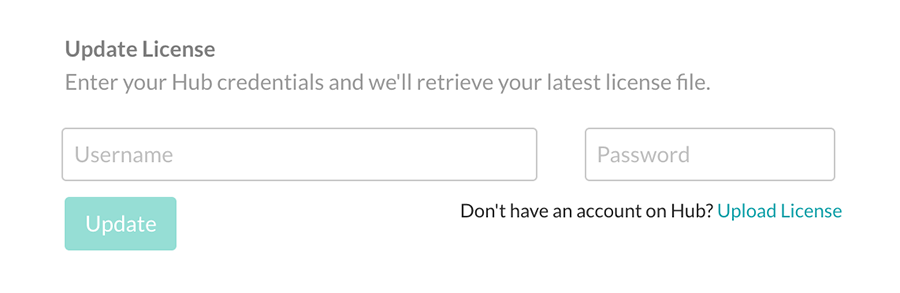 Update License
Enter your Hub credentials and we'll retrieve your latest license file.
Username
Password
Update
Don't have an account on Hub? Upload License